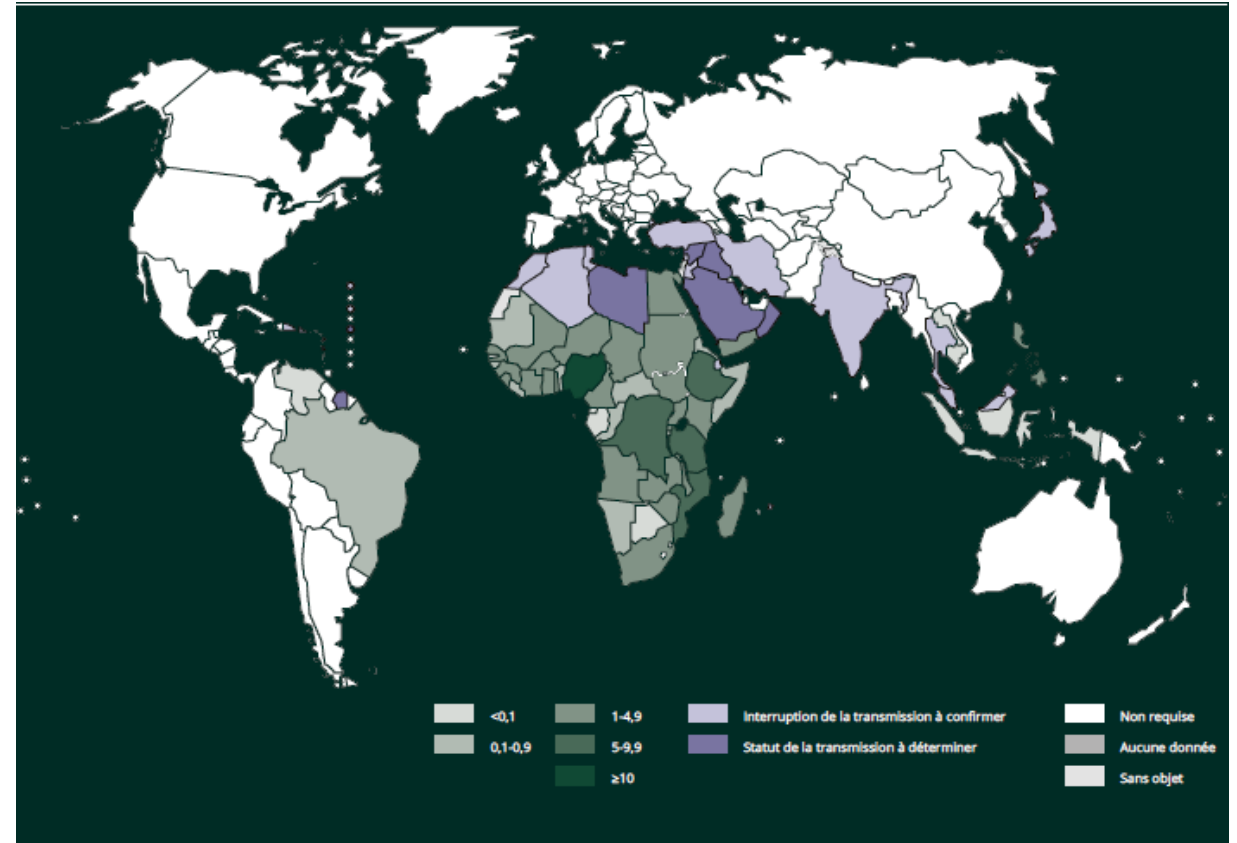 <0,1
0,1-0,9
1-4,9
5-9,9
≥10
Interruption de la transmission à confirmer
Statut de la transmission à déterminer
Non requise
Aucune donnée
Sans objet